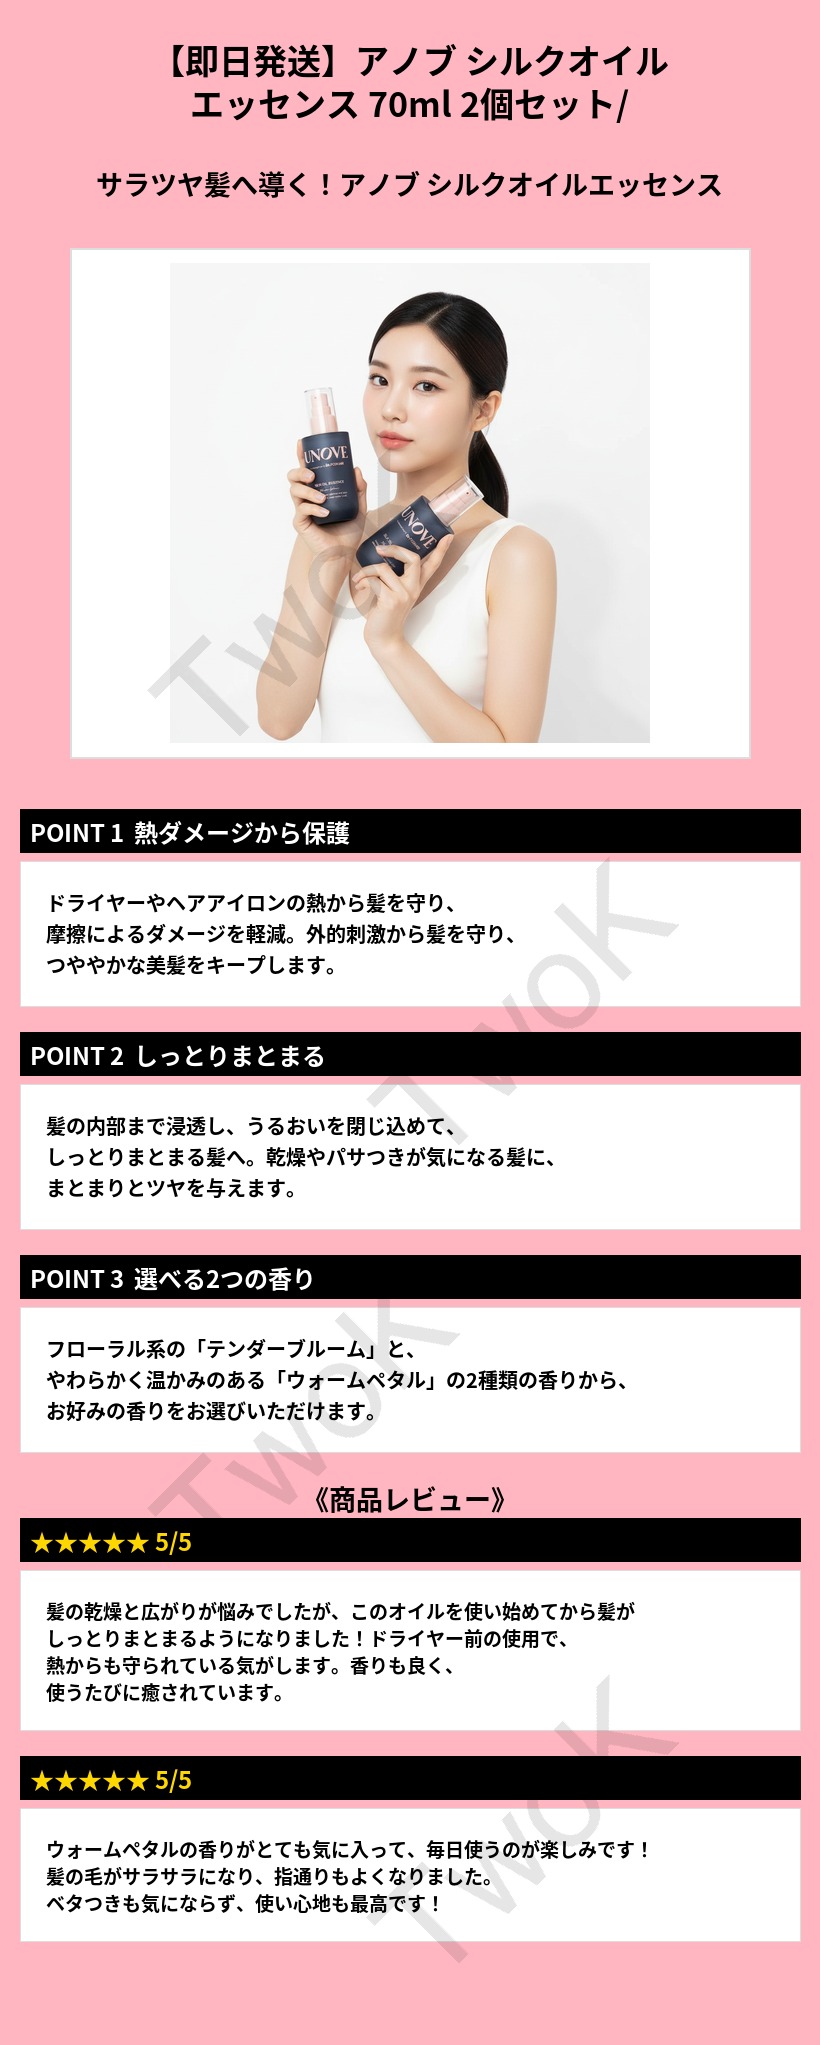 【即日発送】アノブ シルクオイル
エッセンス 70ml 2個セット/
サラツヤ髪へ導く！アノブ シルクオイルエッセンス
UNOVE
UNOVE
TwoK
POINT 1 熱ダメージから保護
ドライヤーやヘアアイロンの熱から髪を守り、
摩擦によるダメージを軽減。外的刺激から髪を守り、
つややかな美髪をキープします。
TwoK
POINT 2 しっとりまとまる
髪の内部まで浸透し、うるおいを閉じ込めて、
しっとりまとまる髪へ。乾燥やパサつきが気になる髪に、
まとまりとツヤを与えます。
POINT 3 選べる2つの香り
フローラル系の「テンダーブルーム」と、
やわらかく温かみのある「ウォームペタル」の2種類の香りから、
お好みの香りをお選びいただけます。
TwoK
《商品レビュー》
★★★★★ 5/5
髪の乾燥と広がりが悩みでしたが、このオイルを使い始めてから髪が
しっとりまとまるようになりました！ドライヤー前の使用で、
熱からも守られている気がします。香りも良く、
使うたびに癒されています。
★★★★★ 5/5
ウォームペタルの香りがとても気に入って、毎日使うのが楽しみです！
髪の毛がサラサラになり、指通りもよくなりました。
ベタつきも気にならず、使い心地も最高です！
TwoK